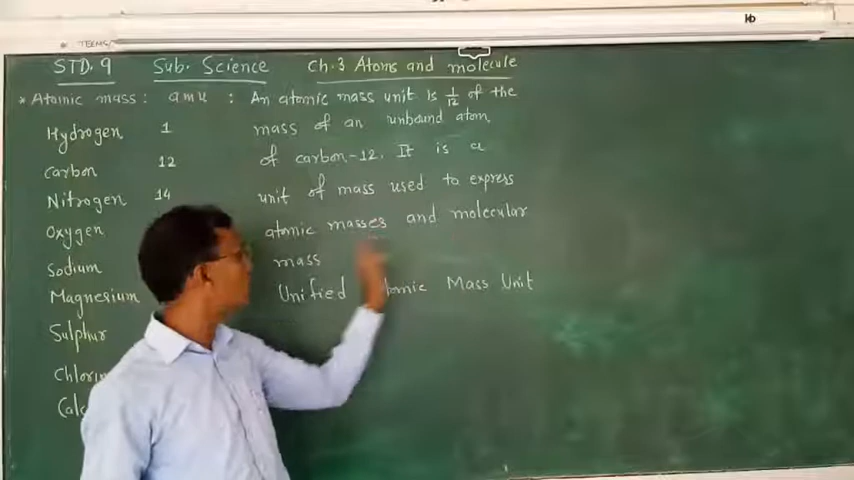 * TEEMS
STD. 9 Sub. Science Ch. 3 Atoms and molecule
* Atomic mass : amu : An atomic mass unit is 1/12 of the
Hydrogen 1 mass of an unbound atom
carbon 12 of carbon-12. It is a
Nitrogen 14 unit of mass used to express
Oxygen atomic masses and molecular
Sodium mass
Magnesium Unified Atomic Mass Unit
Sulphur